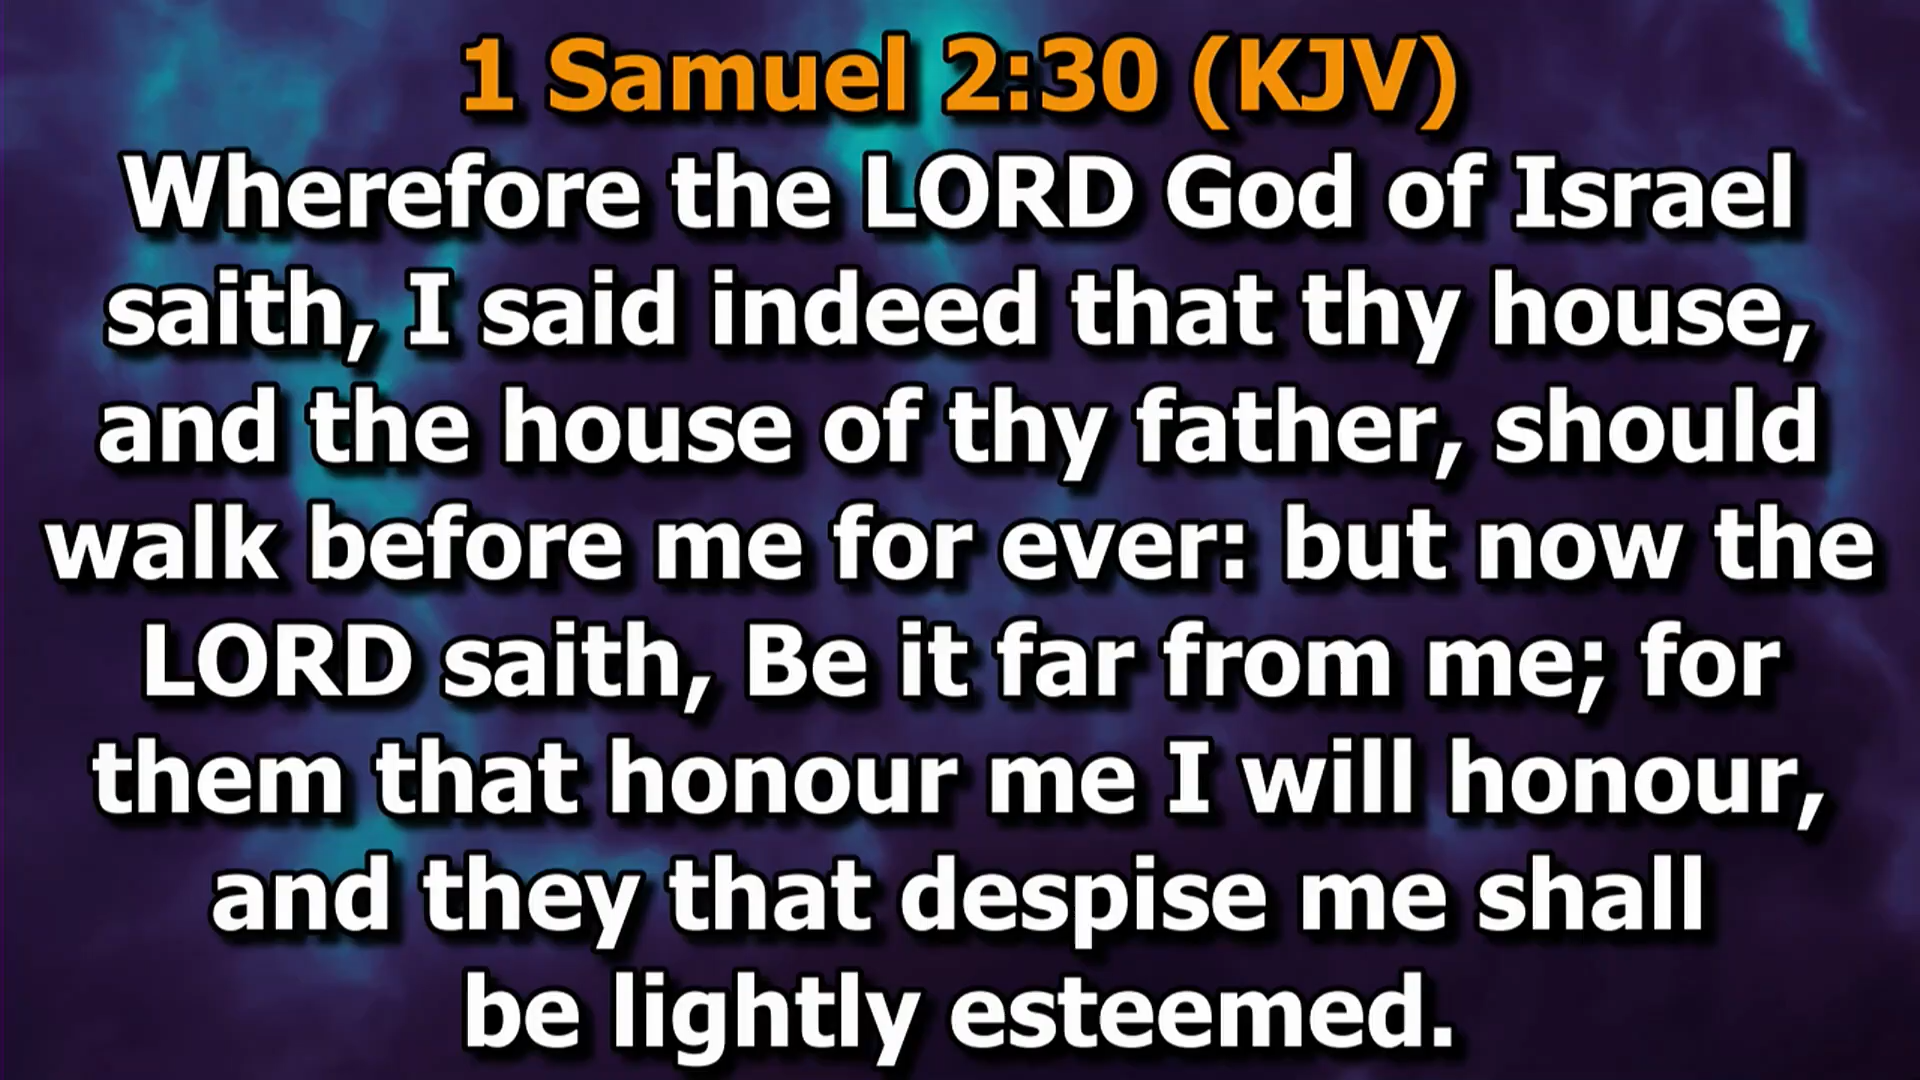 1 Samuel 2:30 (KJV)
Wherefore the LORD God of Israel
saith, I said indeed that thy house,
and the house of thy father, should
walk before me for ever: but now the
LORD saith, Be it far from me; for
them that honour me I will honour,
and they that despise me shall
be lightly esteemed.